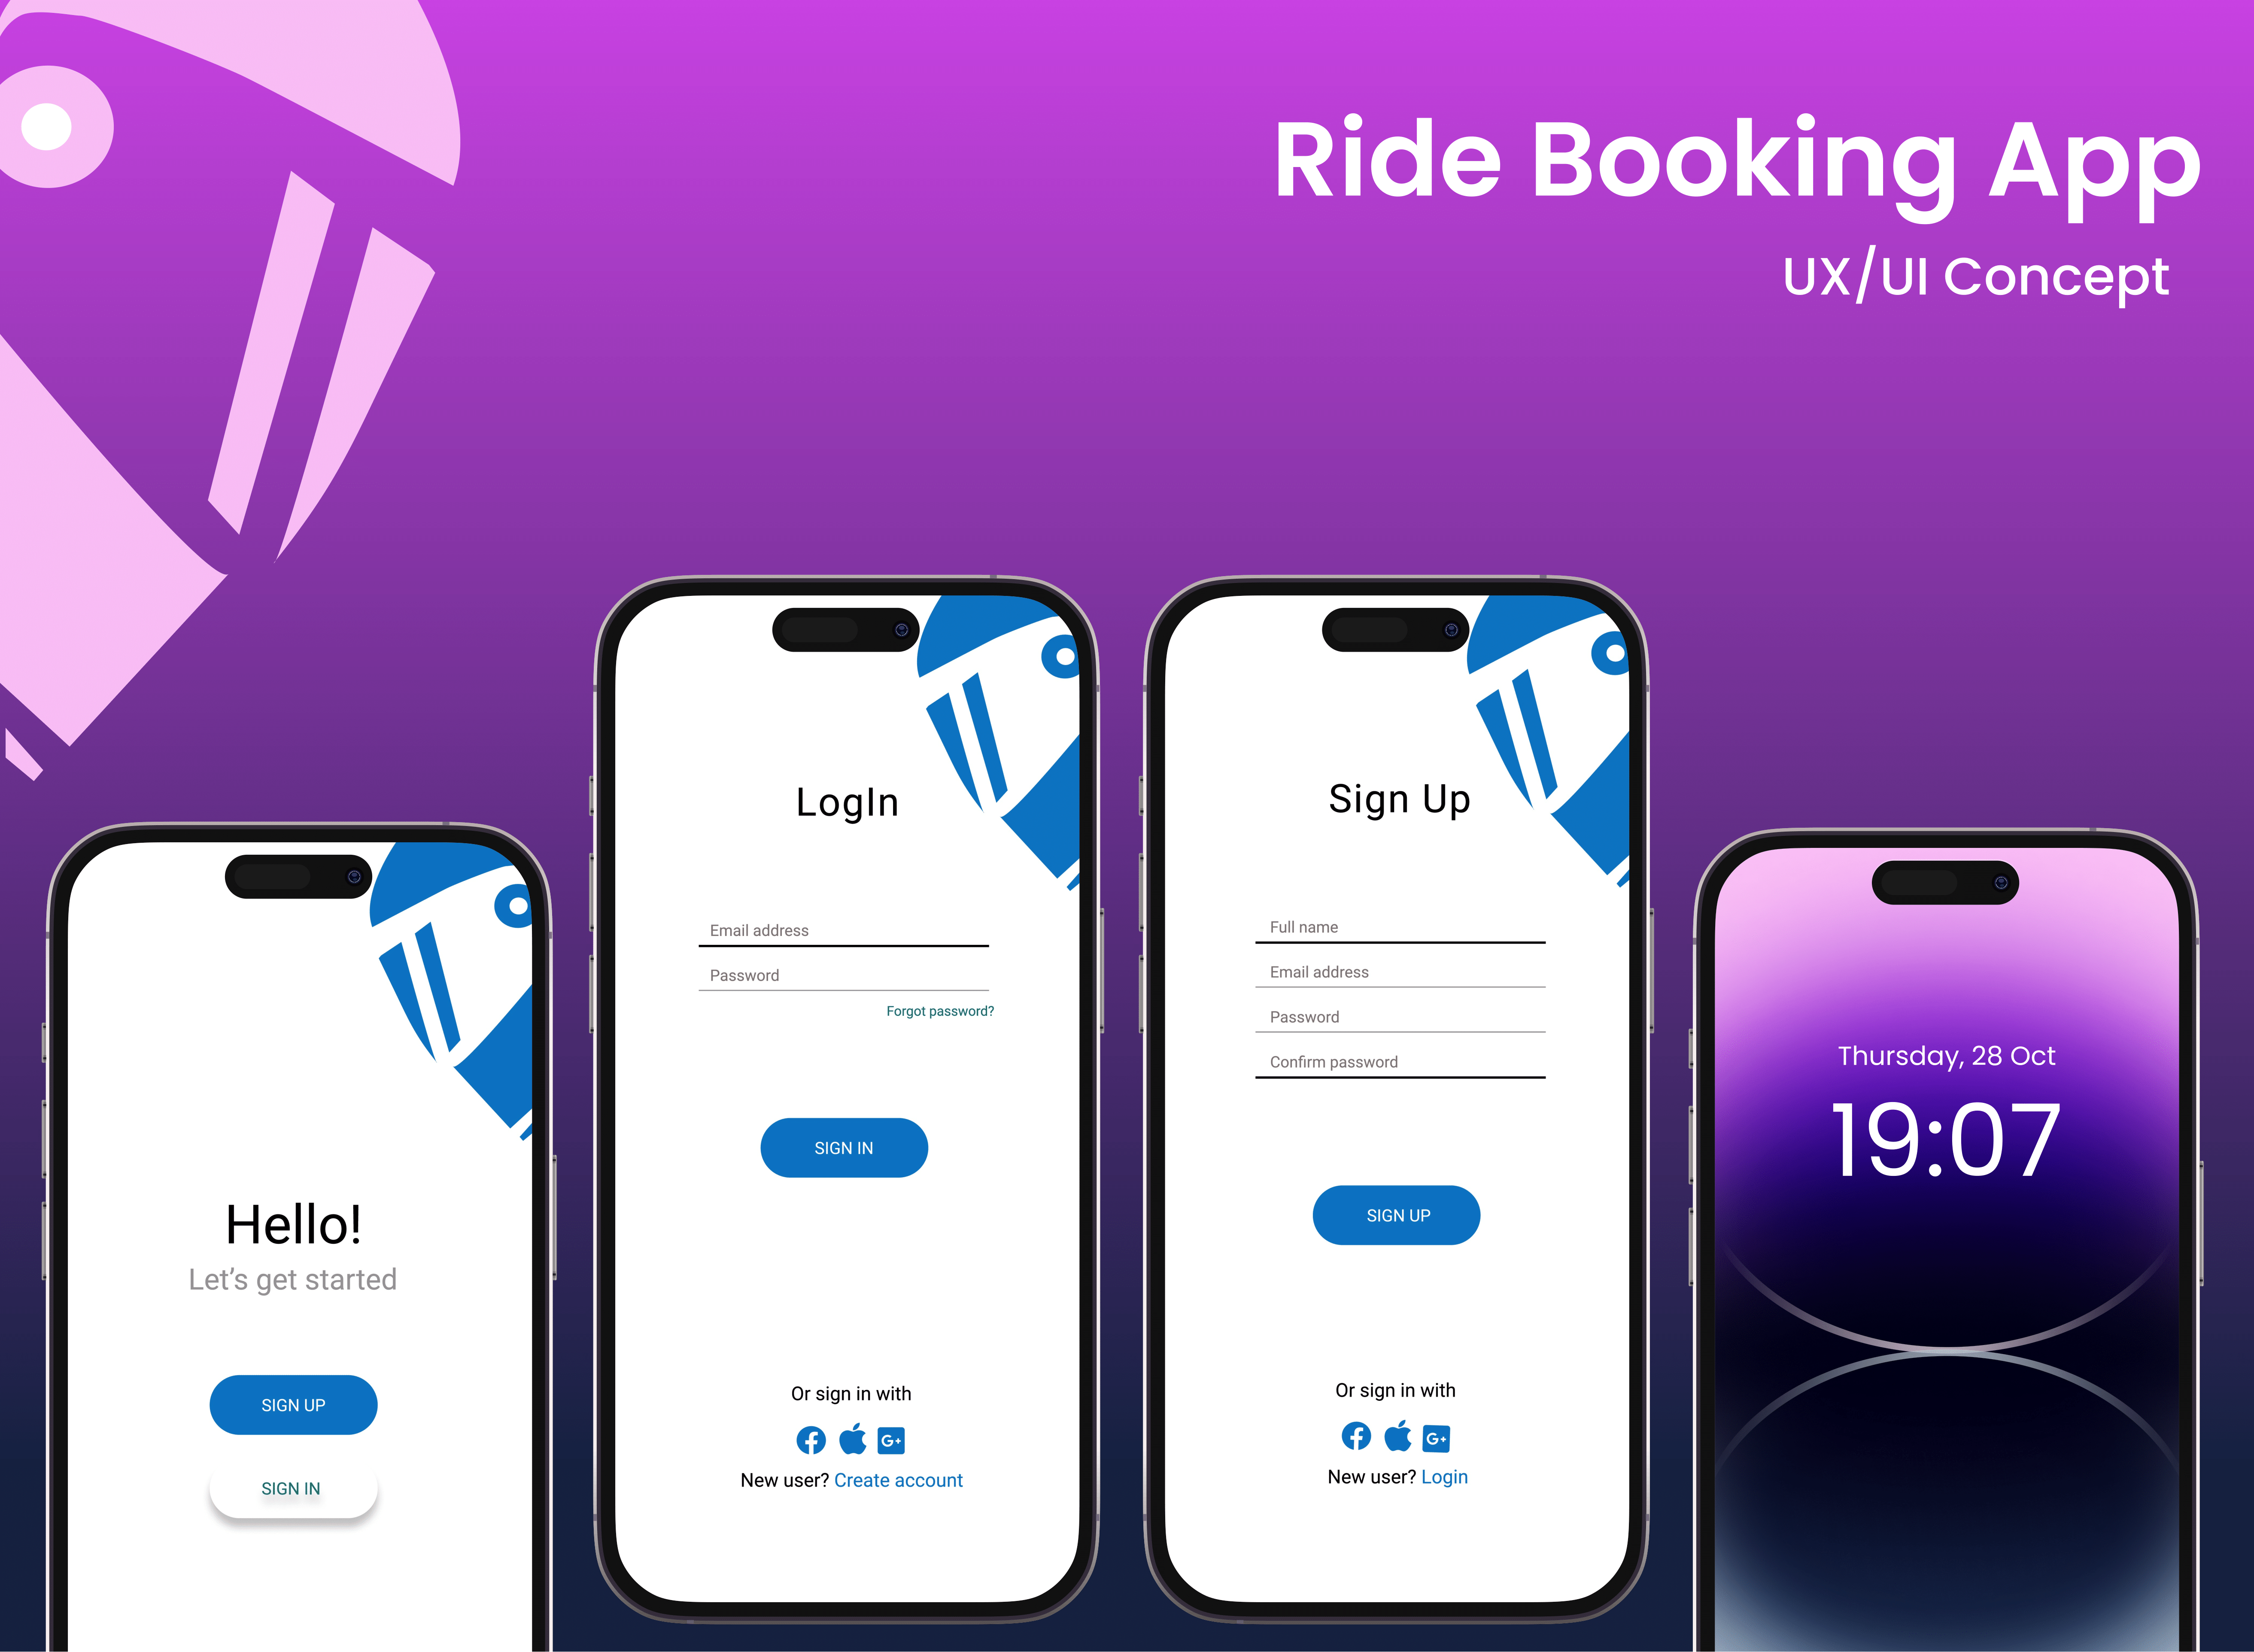 Ride Booking App
UX/UI Concept
Hello!
Let's get started
SIGN UP
SIGN IN
LogIn
Email address
Password
Forgot password?
SIGN IN
Or sign in with
G+
New user? Create account
Sign Up
Full name
Email address
Password
Confirm password
SIGN UP
Or sign in with
G+
New user? Login
Thursday, 28 Oct
19:07